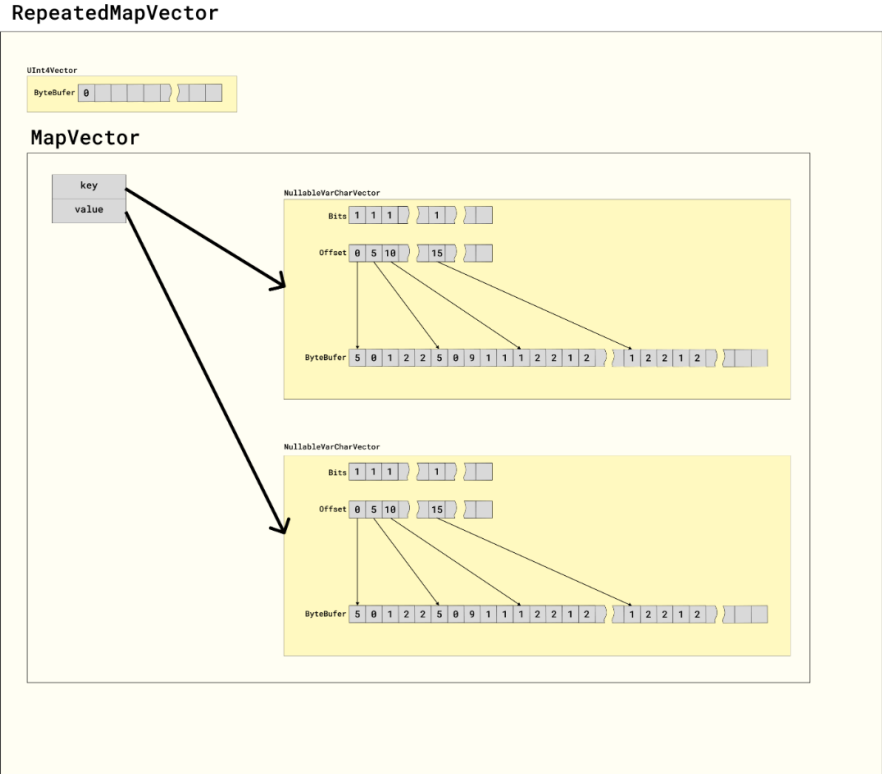 RepeatedMapVector
UInt4Vector
ByteBufer 0
MapVector
key
value
NullableVarCharVector
Bits 1 1 1 1
Offset 0 5 10 15
ByteBufer 5 0 1 2 2 5 0 9 1 1 1 2 2 1 2 1 2 2 1 2
NullableVarCharVector
Bits 1 1 1 1
Offset 0 5 10 15
ByteBufer 5 0 1 2 2 5 0 9 1 1 1 2 2 1 2 1 2 2 1 2